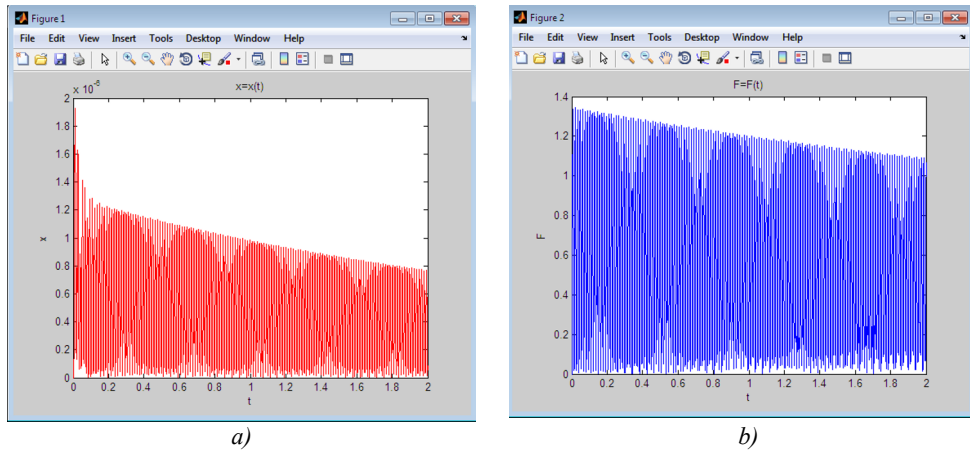 Figure 1
File Edit View Insert Tools Desktop Window Help
x 10⁻⁶
x=x(t)
2
1.8
1.6
1.4
1.2
1
0.8
0.6
0.4
0.2
0
x
0 0.2 0.4 0.6 0.8 1 1.2 1.4 1.6 1.8 2
t
a)
Figure 2
File Edit View Insert Tools Desktop Window Help
F=F(t)
1.4
1.2
1
0.8
0.6
0.4
0.2
0
F
0 0.2 0.4 0.6 0.8 1 1.2 1.4 1.6 1.8 2
t
b)